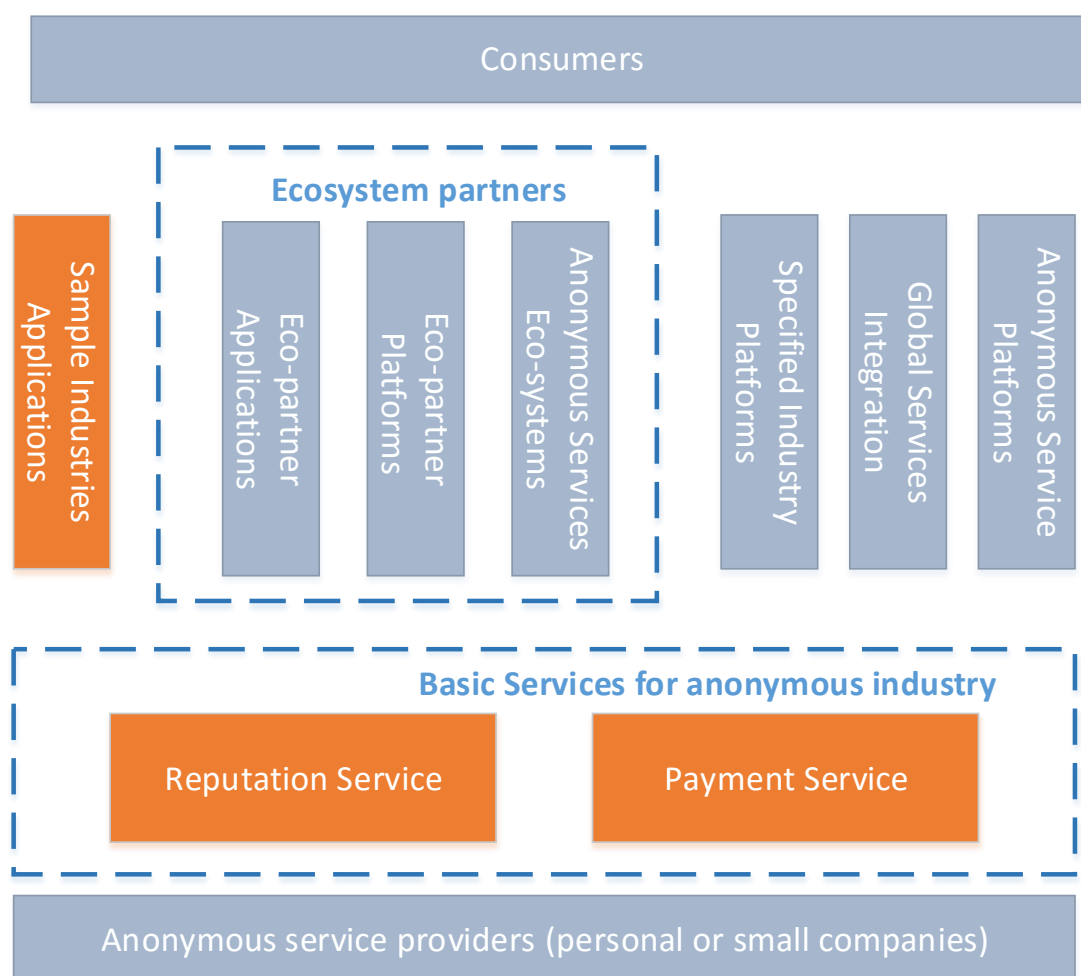 Consumers
Ecosystem partners
Sample Industries
Applications
Eco-partner
Applications
Eco-partner
Platforms
Anonymous Services
Eco-systems
Specified Industry
Platforms
Global Services
Integration
Anonymous Service
Platforms
Basic Services for anonymous industry
Reputation Service
Payment Service
Anonymous service providers (personal or small companies)